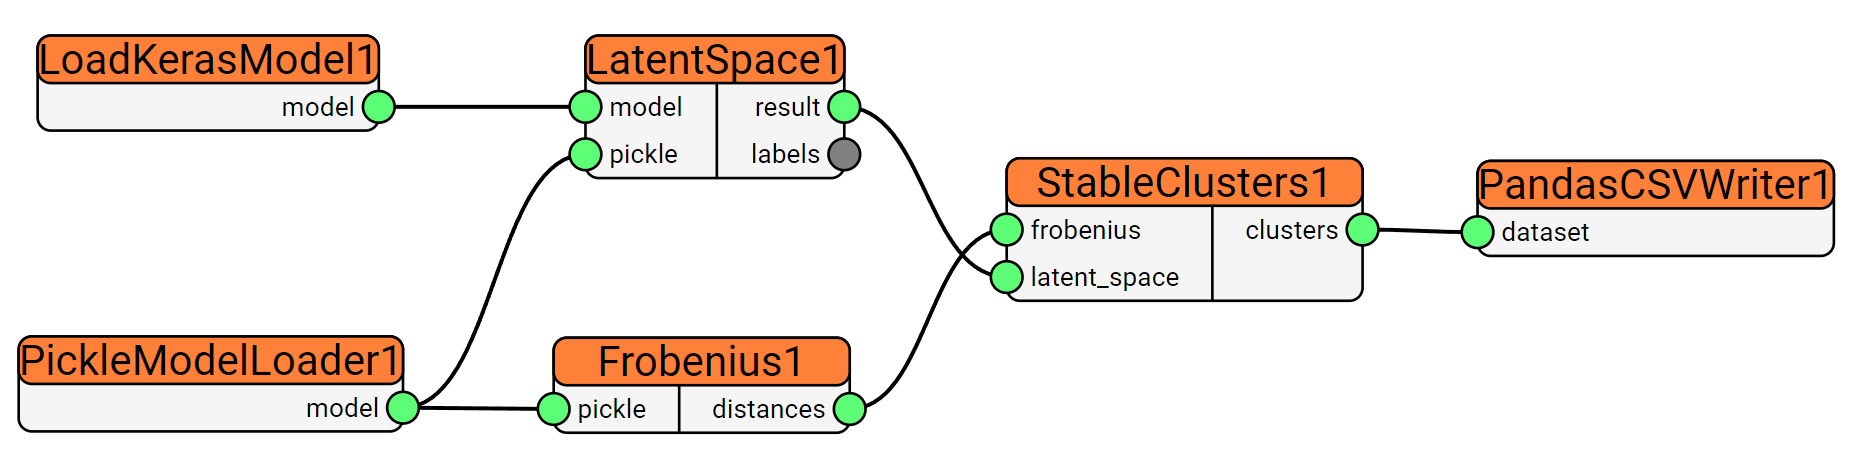 LoadKerasModel1
model
LatentSpace1
model result
pickle labels
StableClusters1
frobenius clusters
latent_space
PandasCSVWriter1
dataset
PickleModelLoader1
model
Frobenius1
pickle distances